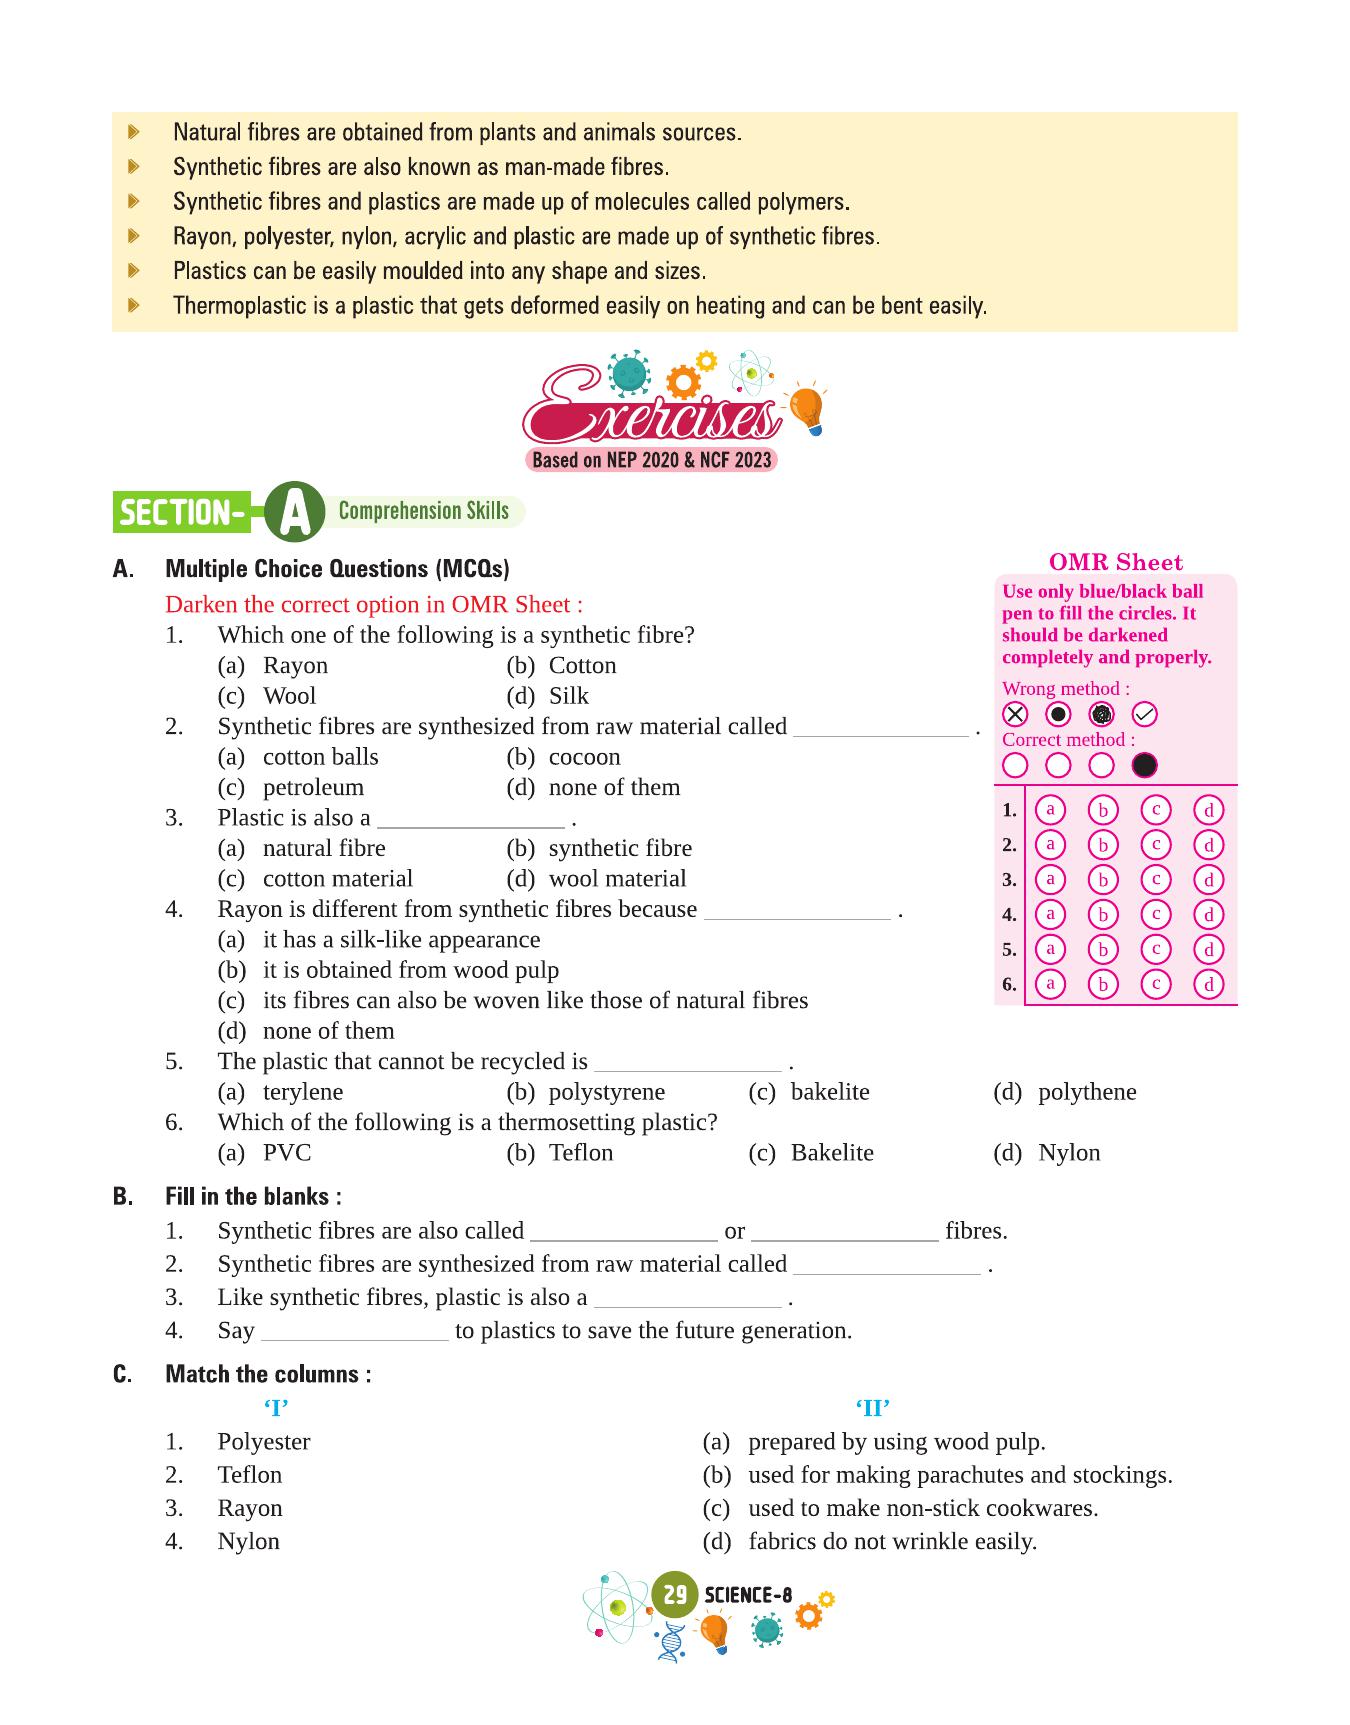 Natural fibres are obtained from plants and animals sources.
Synthetic fibres are also known as man-made fibres.
Synthetic fibres and plastics are made up of molecules called polymers.
Rayon, polyester, nylon, acrylic and plastic are made up of synthetic fibres.
Plastics can be easily moulded into any shape and sizes.
Thermoplastic is a plastic that gets deformed easily on heating and can be bent easily.
Exercises
Based on NEP 2020 & NCF 2023
SECTION- A Comprehension Skills
A. Multiple Choice Questions (MCQs)
Darken the correct option in OMR Sheet :
1. Which one of the following is a synthetic fibre?
(a) Rayon (b) Cotton
(c) Wool (d) Silk
2. Synthetic fibres are synthesized from raw material called ______________ .
(a) cotton balls (b) cocoon
(c) petroleum (d) none of them
3. Plastic is also a ______________ .
(a) natural fibre (b) synthetic fibre
(c) cotton material (d) wool material
4. Rayon is different from synthetic fibres because ______________ .
(a) it has a silk-like appearance
(b) it is obtained from wood pulp
(c) its fibres can also be woven like those of natural fibres
(d) none of them
5. The plastic that cannot be recycled is ______________ .
(a) terylene (b) polystyrene (c) bakelite (d) polythene
6. Which of the following is a thermosetting plastic?
(a) PVC (b) Teflon (c) Bakelite (d) Nylon
OMR Sheet
Use only blue/black ball
pen to fill the circles. It
should be darkened
completely and properly.
Wrong method :
Correct method :
1. a b c d
2. a b c d
3. a b c d
4. a b c d
5. a b c d
6. a b c d
B. Fill in the blanks :
1. Synthetic fibres are also called ______________ or ______________ fibres.
2. Synthetic fibres are synthesized from raw material called ______________ .
3. Like synthetic fibres, plastic is also a ______________ .
4. Say ______________ to plastics to save the future generation.
C. Match the columns :
‘I’ ‘II’
1. Polyester (a) prepared by using wood pulp.
2. Teflon (b) used for making parachutes and stockings.
3. Rayon (c) used to make non-stick cookwares.
4. Nylon (d) fabrics do not wrinkle easily.
29 SCIENCE-8